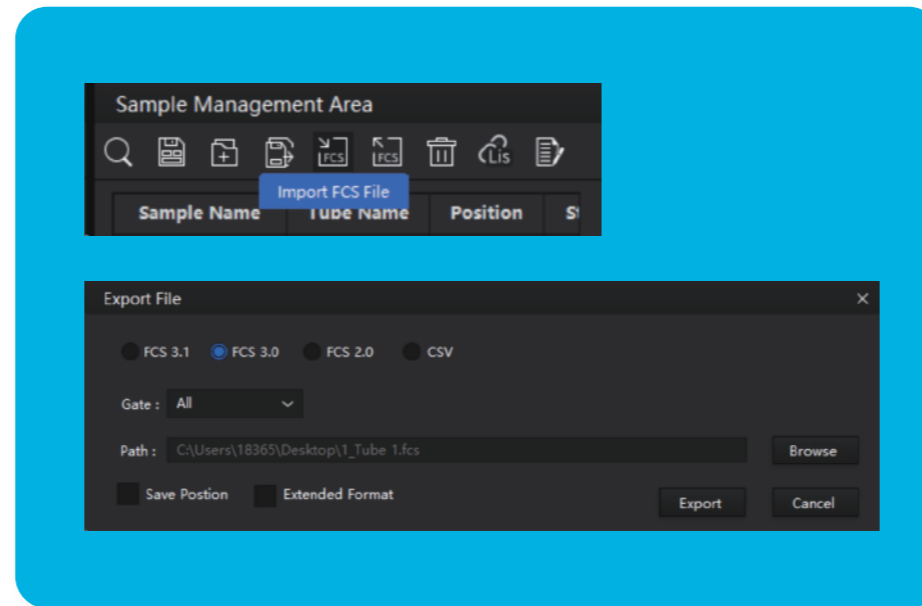 Sample Management Area
FCS FCS Lis
Import FCS File
Sample Name Tube Name Position St
Export File
FCS 3.1 FCS 3.0 FCS 2.0 CSV
Gate : All
Path : C:\Users\18365\Desktop\1_Tube 1.fcs Browse
Save Postion Extended Format Export Cancel